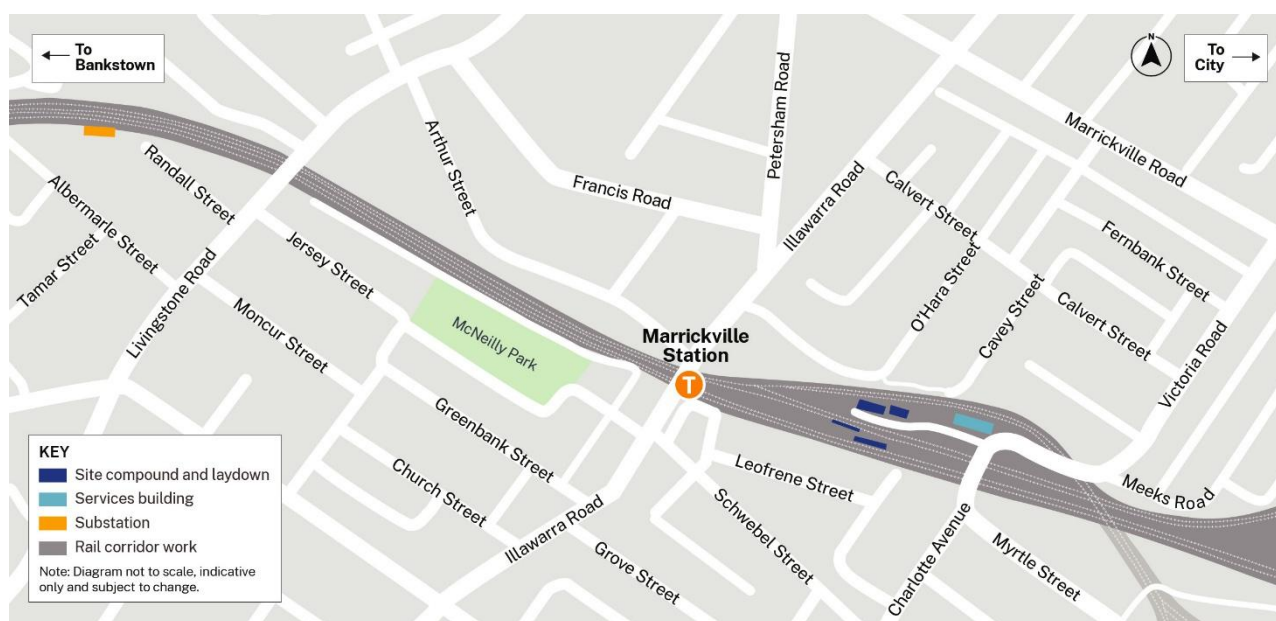 ← To
Bankstown
N
To →
City
Arthur Street
Petersham Road
Marrickville Road
Randall Street
Albermarle Street
Francis Road
Illawarra Road
Calvert Street
Fernbank Street
Tamar Street
Livingstone Road
Jersey Street
Moncur Street
O'Hara Street
Cavey Street
Calvert Street
Victoria Road
McNeilly Park
Marrickville
Station
T
Greenbank Street
Church Street
Illawarra Road
Grove Street
Schwebel Street
Leofrene Street
Charlotte Avenue
Myrtle Street
Meeks Road
KEY
Site compound and laydown
Services building
Substation
Rail corridor work
Note: Diagram not to scale, indicative
only and subject to change.